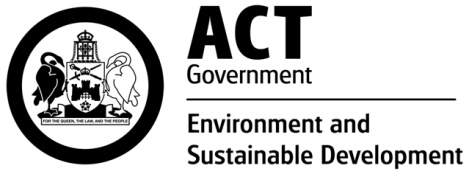 ACT
Government
FOR THE QUEEN, THE LAW, AND THE PEOPLE
Environment and
Sustainable Development